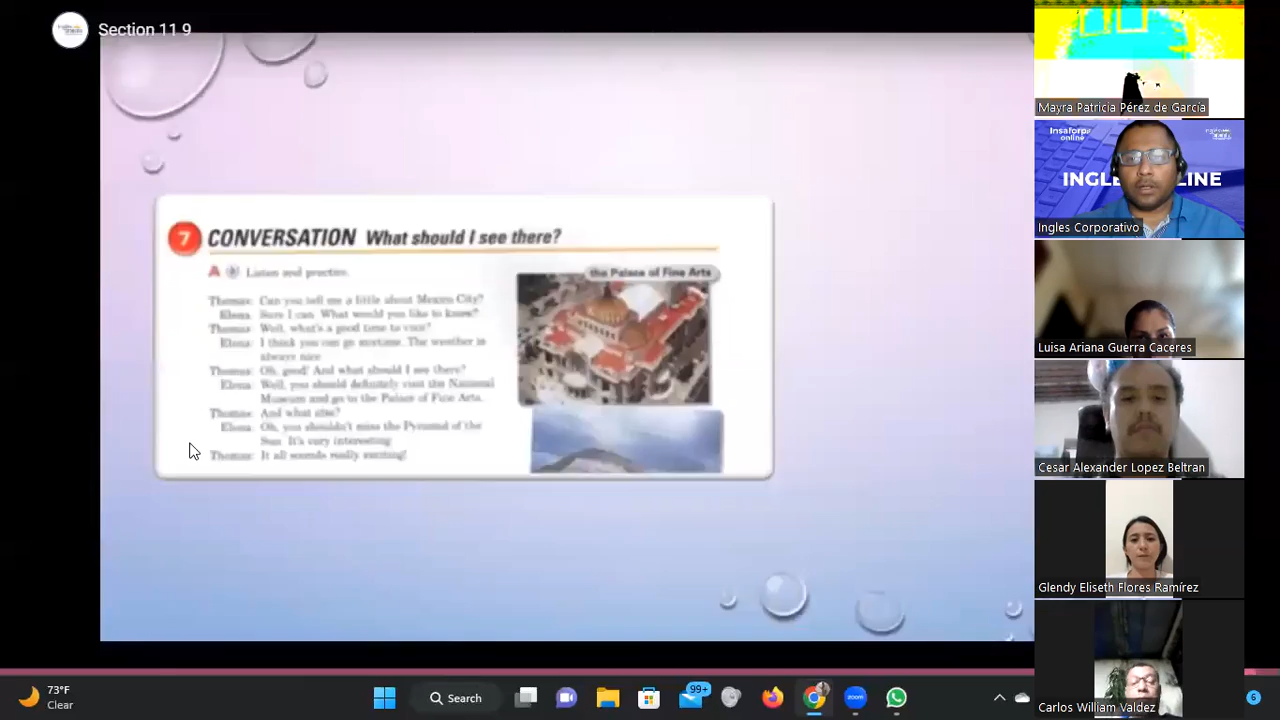 Section 11 9
7 CONVERSATION What should I see there?
A Listen and practice.
the Palace of Fine Arts
Thomas: Can you tell me a little about Mexico City?
Elena: Sure I can. What would you like to know?
Thomas: Well, what's a good time to visit?
Elena: I think you can go anytime. The weather is
always nice.
Thomas: Oh, good! And what should I see there?
Elena: Well, you should definitely visit the National
Museum and go to the Palace of Fine Arts.
Thomas: And what else?
Elena: Oh, you shouldn't miss the Pyramid of the
Sun. It's very interesting.
Thomas: It all sounds really exciting!
Mayra Patricia Pérez de Garcia
Insaforp
online
INGLE ONLINE
Ingles Corporativo
Luisa Ariana Guerra Caceres
Cesar Alexander Lopez Beltran
Glendy Eliseth Flores Ramírez
Carlos William Valdez
73°F
Clear
Search
99+
6